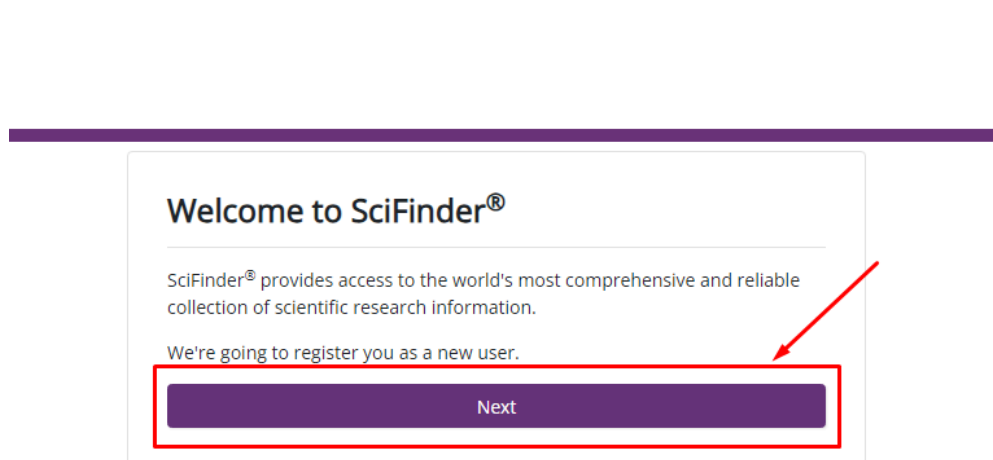 Welcome to SciFinder®
SciFinder® provides access to the world's most comprehensive and reliable
collection of scientific research information.
We're going to register you as a new user.
Next